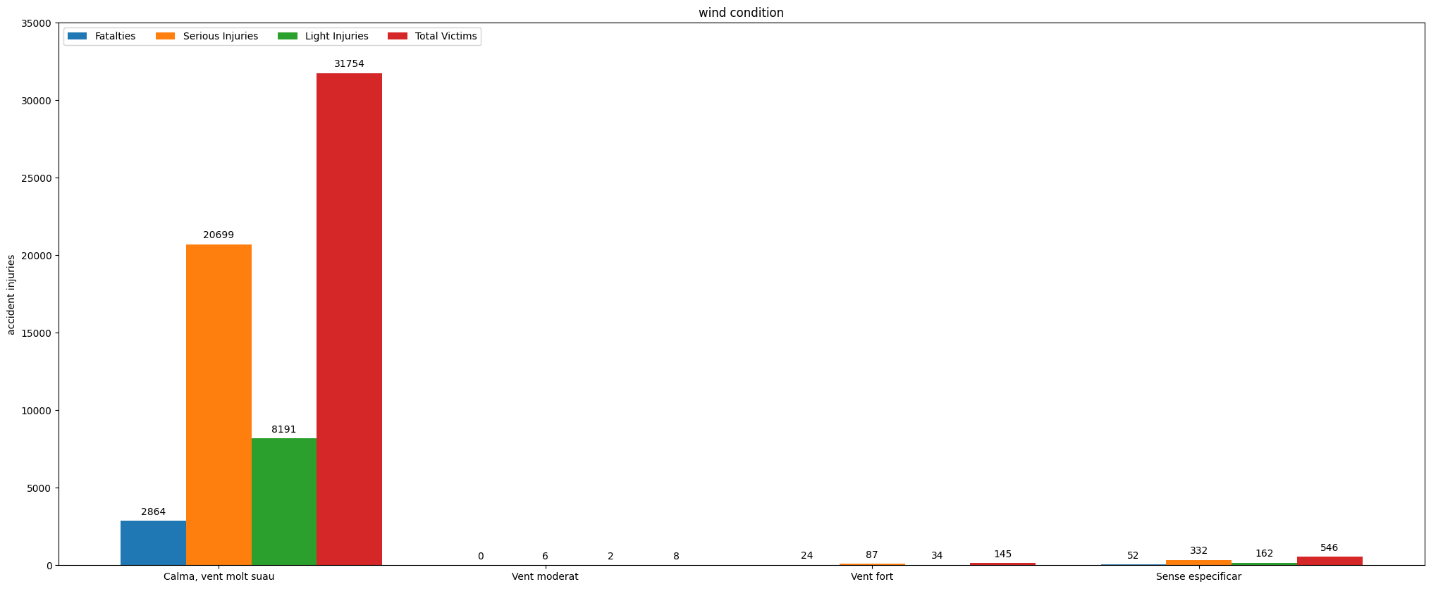 wind condition
Fatalties
Serious Injuries
Light Injuries
Total Victims
accident injuries
35000
30000
25000
20000
15000
10000
5000
0
2864
20699
8191
31754
0
6
2
8
24
87
34
145
52
332
162
546
Calma, vent molt suau
Vent moderat
Vent fort
Sense especificar